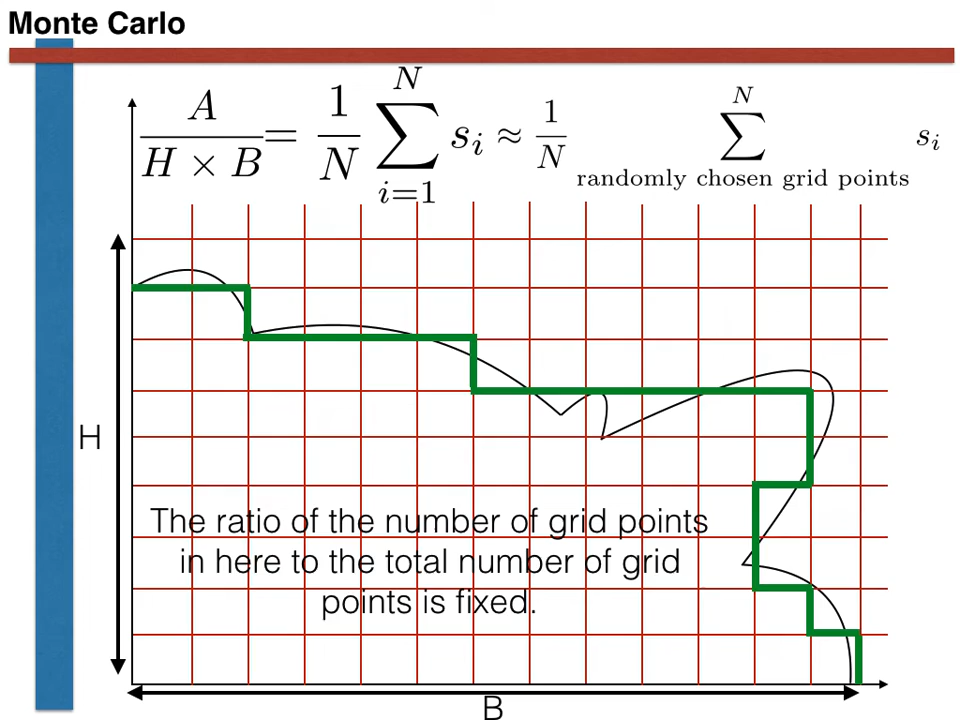 Monte Carlo
A / (H × B) = 1/N ∑_{i=1}^{N} s_i ≈ 1/N ∑_{randomly chosen grid points}^{N} s_i
H
The ratio of the number of grid points
in here to the total number of grid
points is fixed.
B